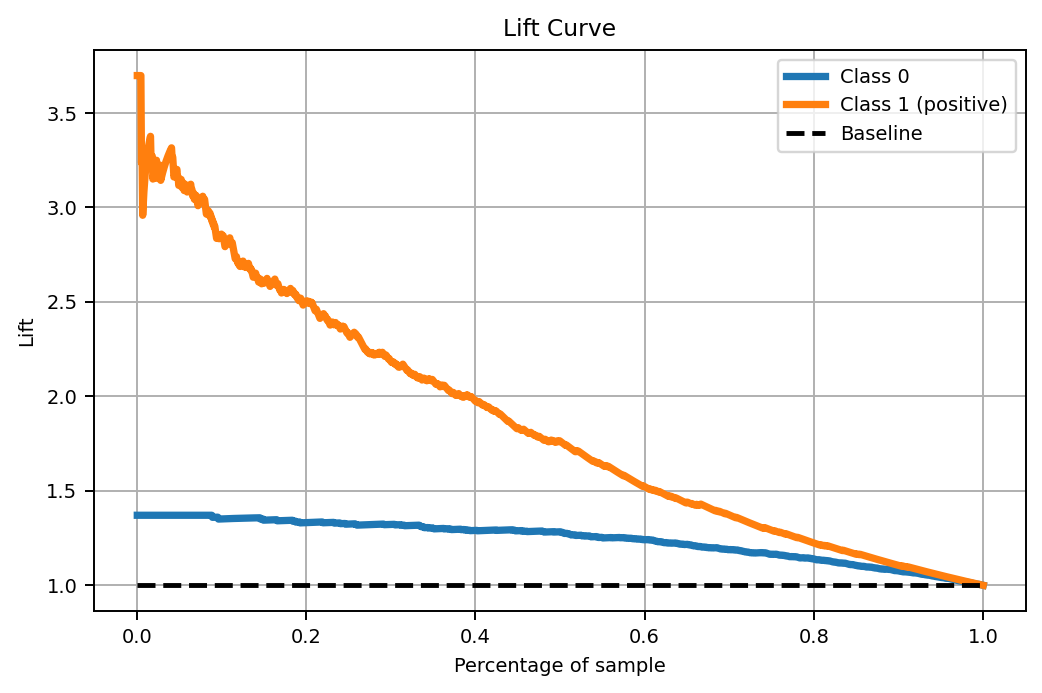 Lift Curve
Class 0
Class 1 (positive)
Baseline
3.5
3.0
2.5
2.0
1.5
1.0
Lift
0.0 0.2 0.4 0.6 0.8 1.0
Percentage of sample